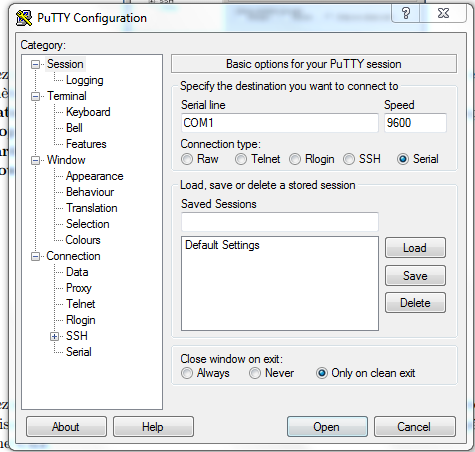 PuTTY Configuration
Category:
Session
Logging
Terminal
Keyboard
Bell
Features
Window
Appearance
Behaviour
Translation
Selection
Colours
Connection
Data
Proxy
Telnet
Rlogin
SSH
Serial
Basic options for your PuTTY session
Specify the destination you want to connect to
Serial line Speed
COM1 9600
Connection type:
Raw Telnet Rlogin SSH Serial
Load, save or delete a stored session
Saved Sessions
Default Settings
Load
Save
Delete
Close window on exit:
Always Never Only on clean exit
About Help Open Cancel